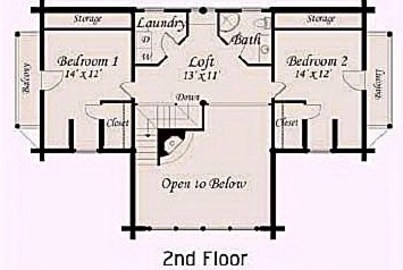 Storage
Laundry
Storage
Bath
Balcony
Bedroom 1
14' x 12'
D
W
Loft
13' x 11'
Bedroom 2
14' x 12'
Balcony
Down
Closet
Closet
Open to Below
2nd Floor